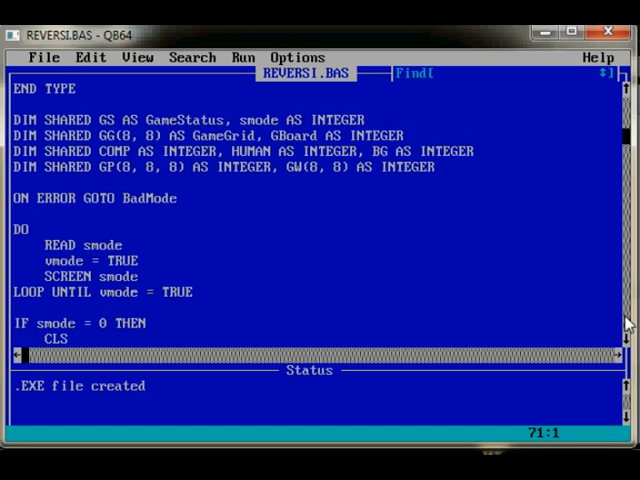 REVERSI.BAS - QB64
File Edit View Search Run Options Help
REVERSI.BAS Find[ ]
END TYPE
DIM SHARED GS AS GameStatus, smode AS INTEGER
DIM SHARED GG(8, 8) AS GameGrid, GBoard AS INTEGER
DIM SHARED COMP AS INTEGER, HUMAN AS INTEGER, BG AS INTEGER
DIM SHARED GP(8, 8, 8) AS INTEGER, GW(8, 8) AS INTEGER
ON ERROR GOTO BadMode
DO
READ smode
vmode = TRUE
SCREEN smode
LOOP UNTIL vmode = TRUE
IF smode = 0 THEN
CLS
Status
.EXE file created
71:1